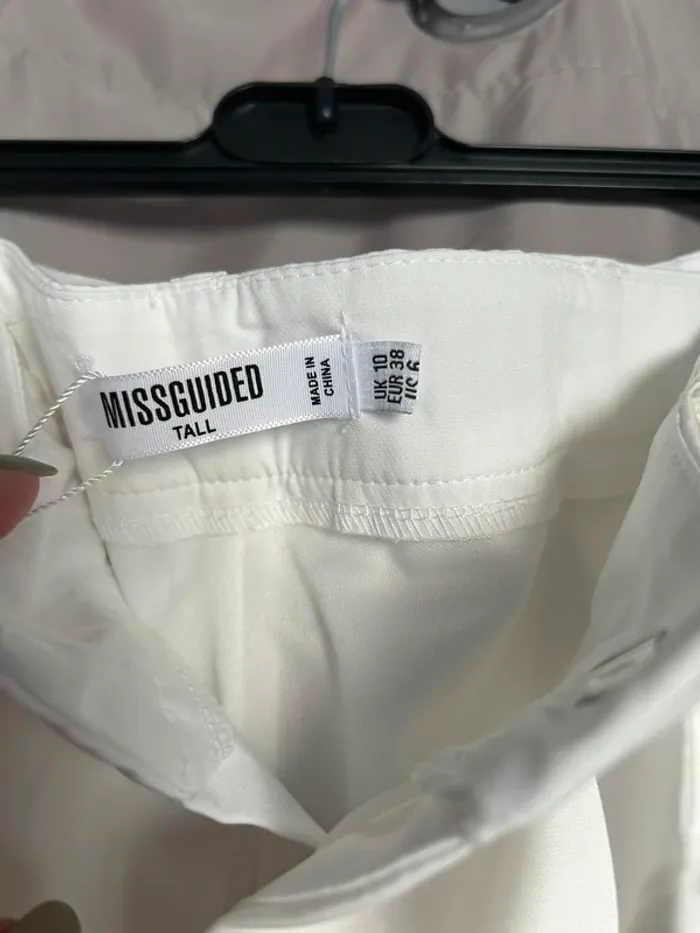 MISSGUIDED
TALL
MADE IN
CHINA
UK 10
EUR 38
US 6